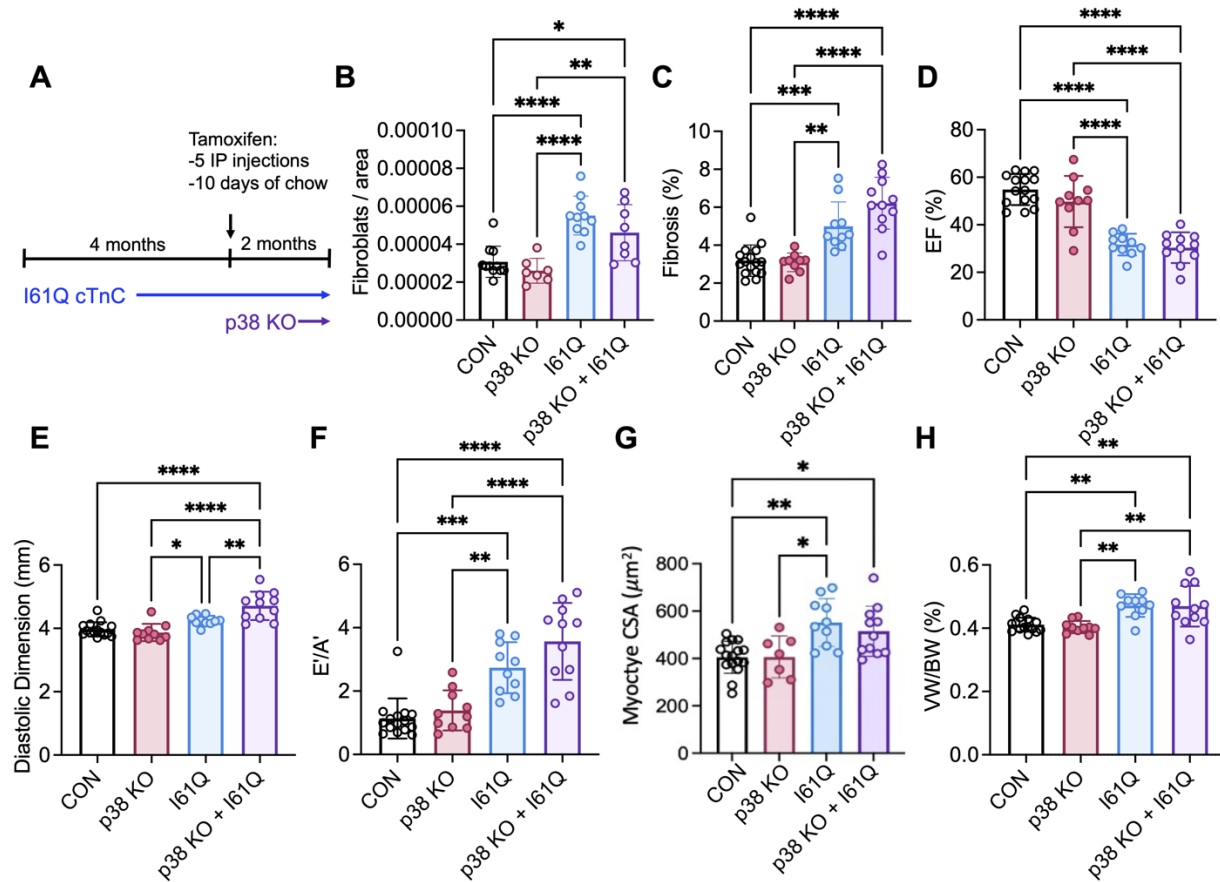 A
Tamoxifen:
-5 IP injections
-10 days of chow
4 months
2 months
I61Q cTnC
p38 KO
B
*
**
****
****
Fibroblats / area
0.00010
0.00008
0.00006
0.00004
0.00002
0.00000
CON
p38 KO
I61Q
p38 KO + I61Q
C
****
****
***
**
Fibrosis (%)
10
8
6
4
2
0
CON
p38 KO
I61Q
p38 KO + I61Q
D
****
****
****
****
EF (%)
80
60
40
20
0
CON
p38 KO
I61Q
p38 KO + I61Q
E
****
****
*
**
Diastolic Dimension (mm)
6
4
2
0
CON
p38 KO
I61Q
p38 KO + I61Q
F
****
****
***
**
E'/A'
6
4
2
0
CON
p38 KO
I61Q
p38 KO + I61Q
G
*
**
*
Myoctye CSA (μm²)
800
600
400
200
0
CON
p38 KO
I61Q
p38 KO + I61Q
H
**
**
**
**
VW/BW (%)
0.6
0.4
0.2
0.0
CON
p38 KO
I61Q
p38 KO + I61Q